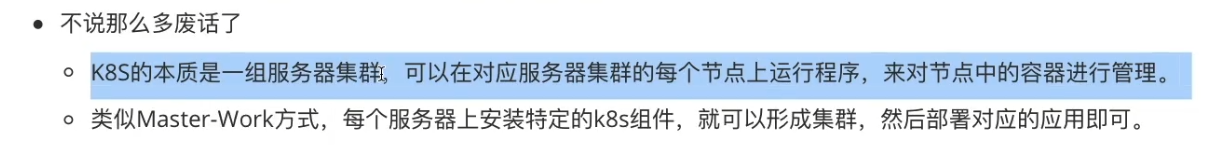 不说那么多废话了
K8S的本质是一组服务器集群，可以在对应服务器集群的每个节点上运行程序，来对节点中的容器进行管理。
类似Master-Work方式，每个服务器上安装特定的k8s组件，就可以形成集群，然后部署对应的应用即可。